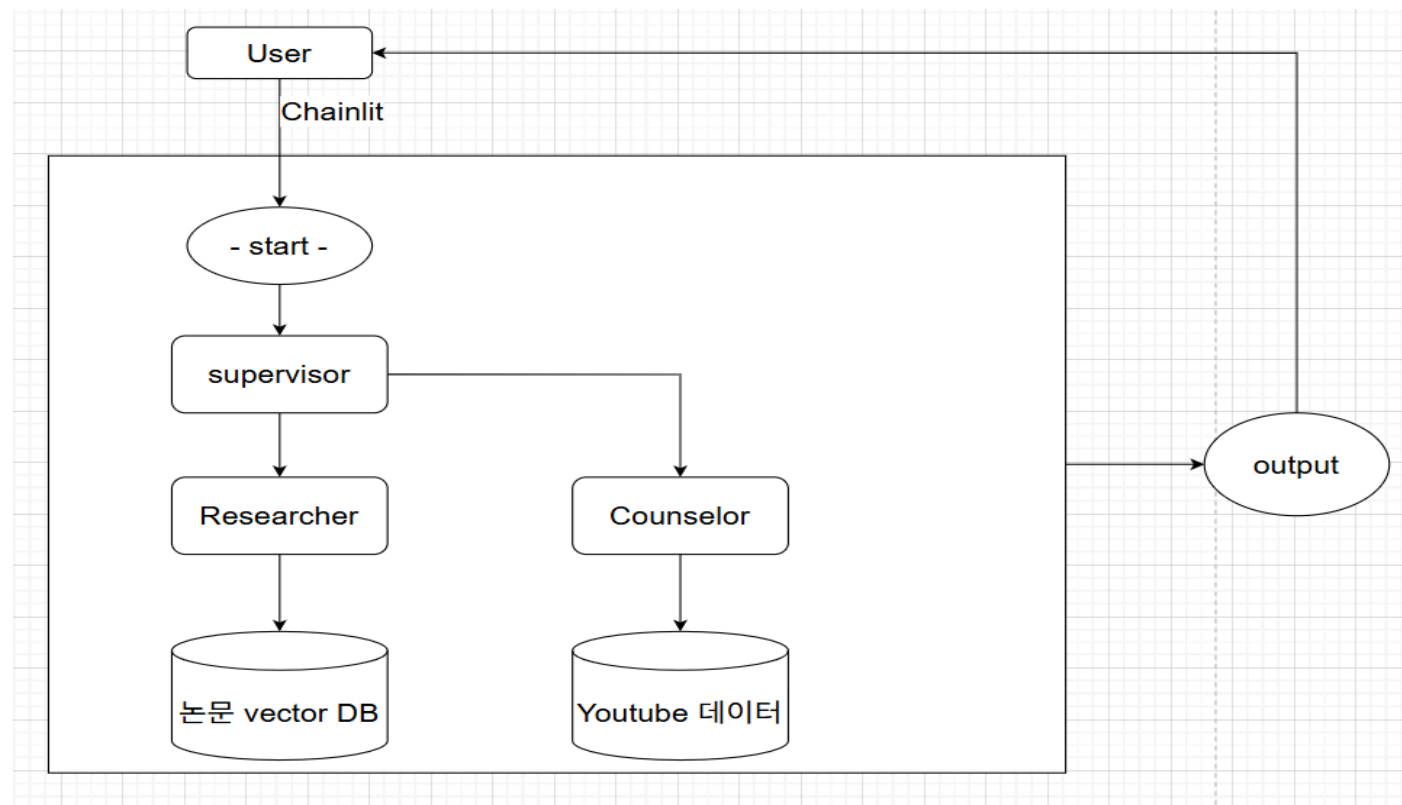 User
Chainlit
- start -
supervisor
Researcher
Counselor
output
논문 vector DB
Youtube 데이터